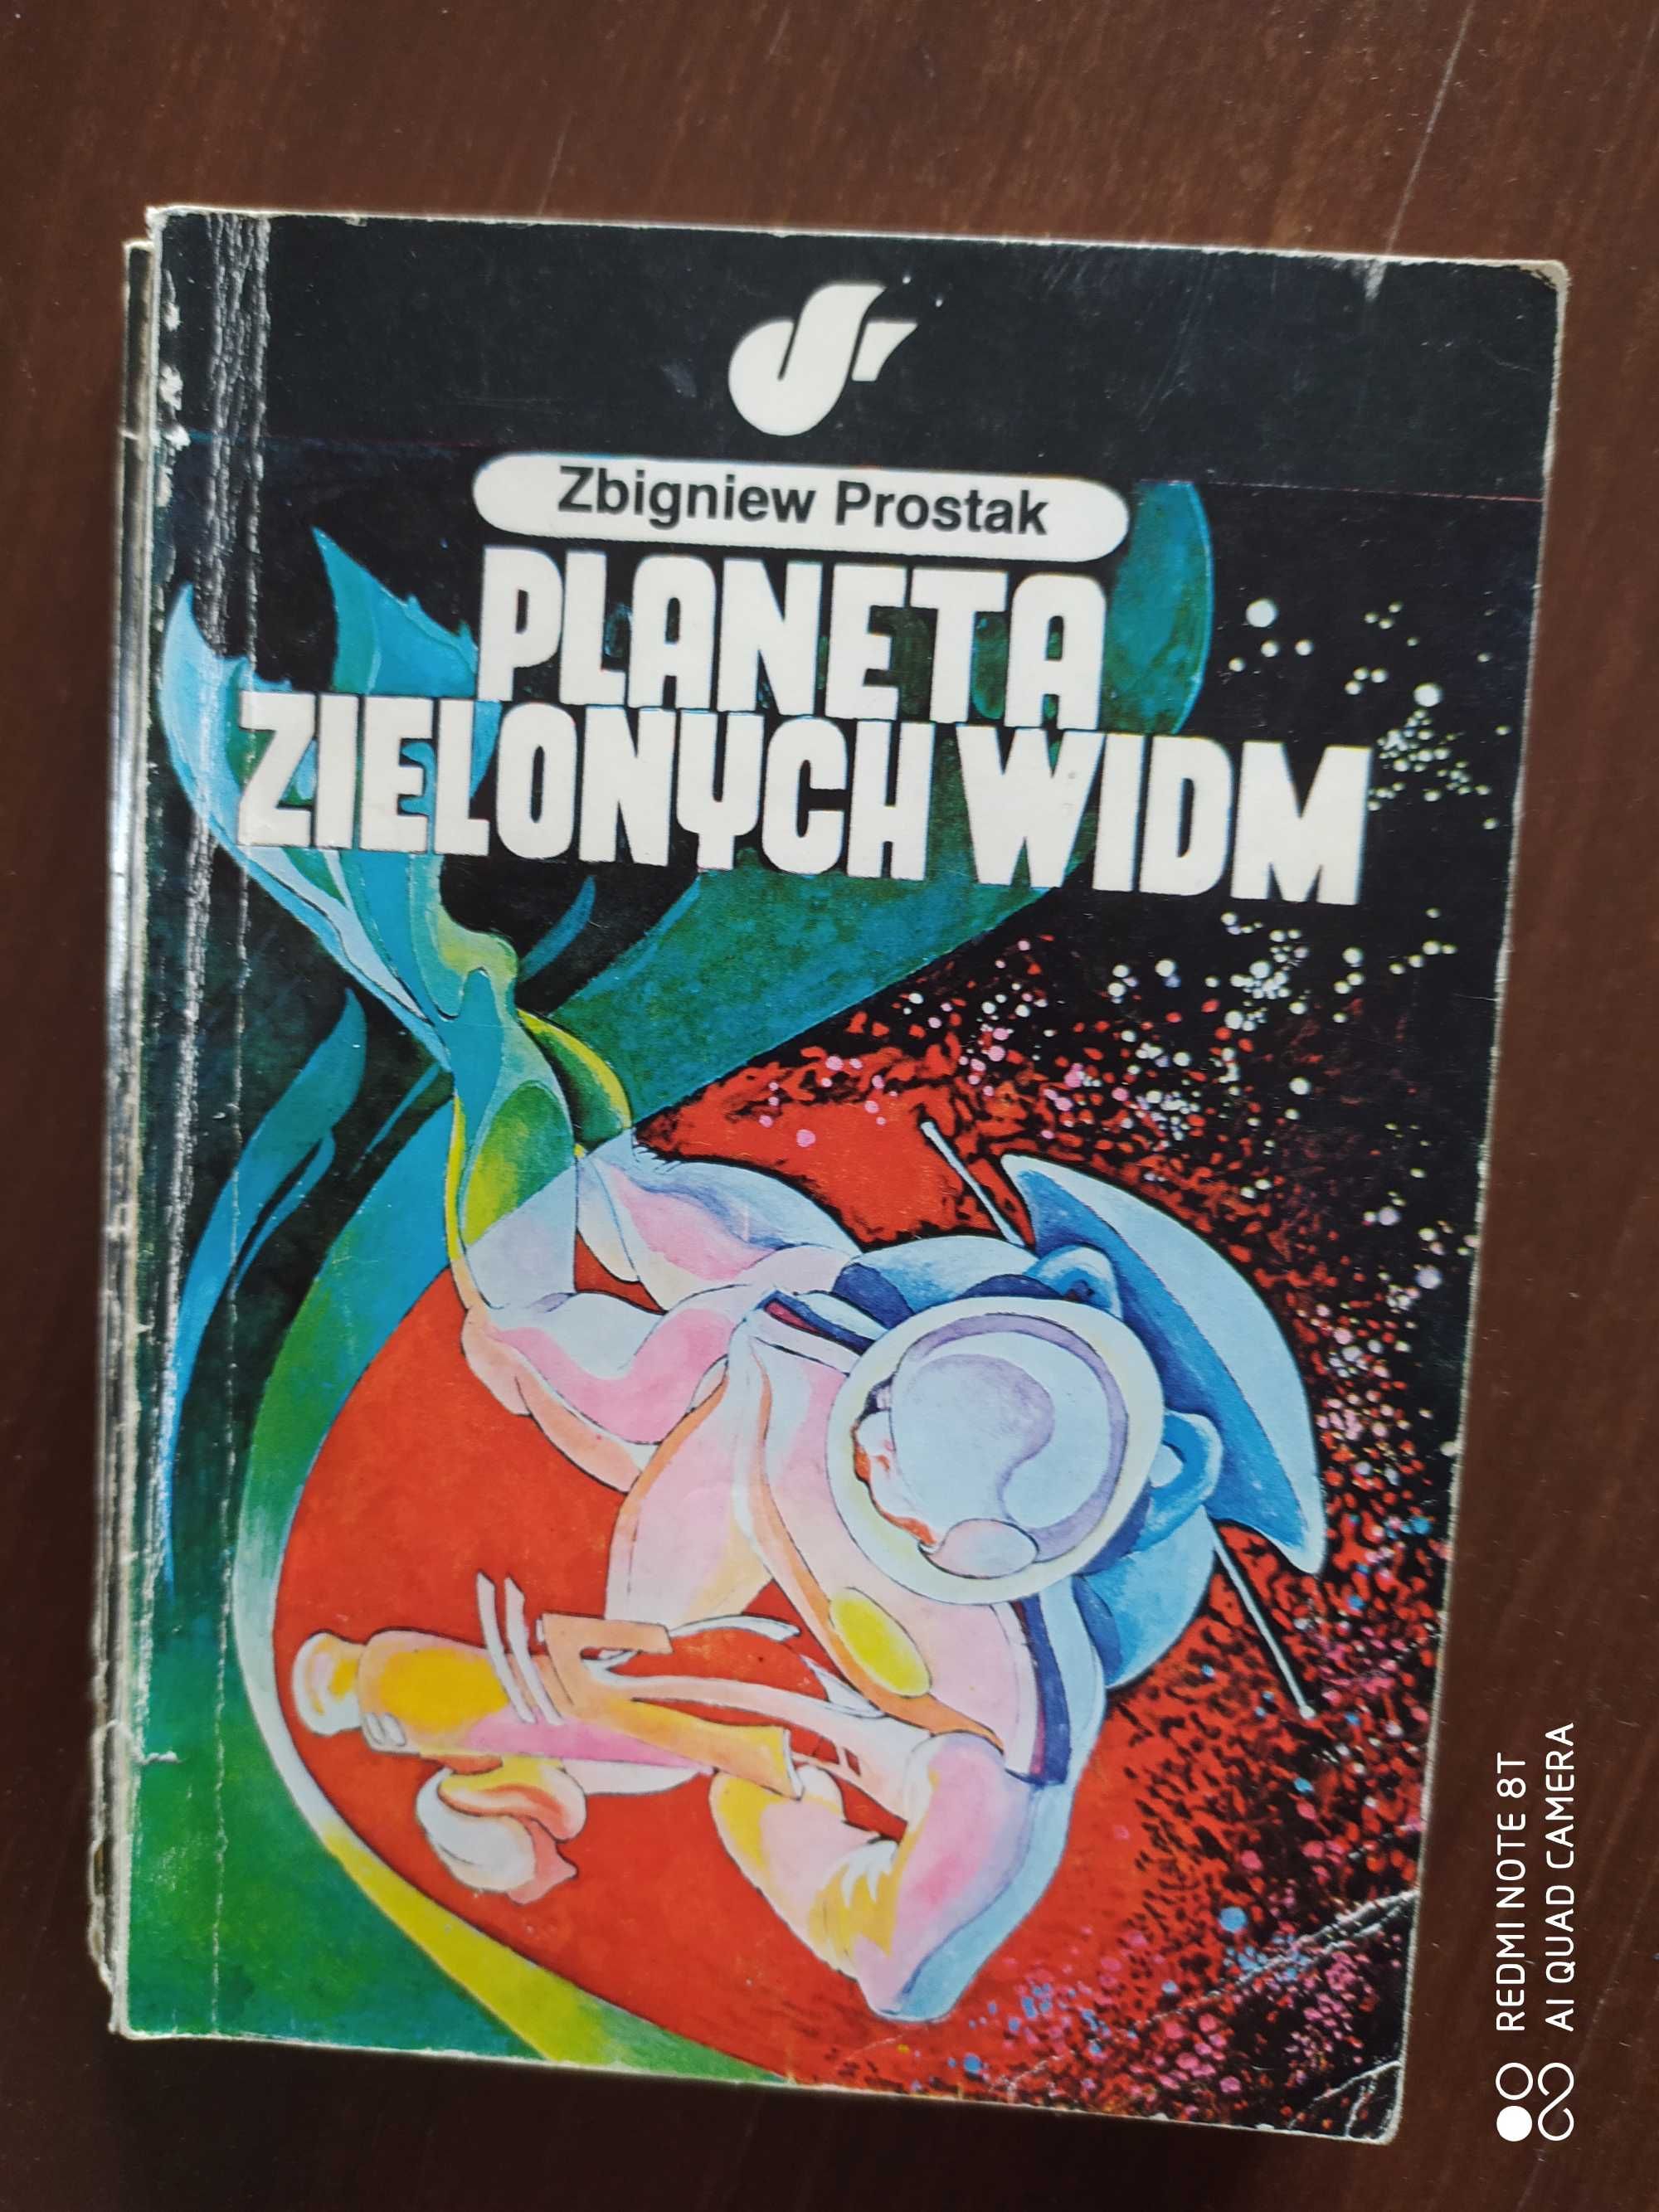 Zbigniew Prostak
PLANETA
ZIELONYCH WIDM
REDMI NOTE 8T
AI QUAD CAMERA